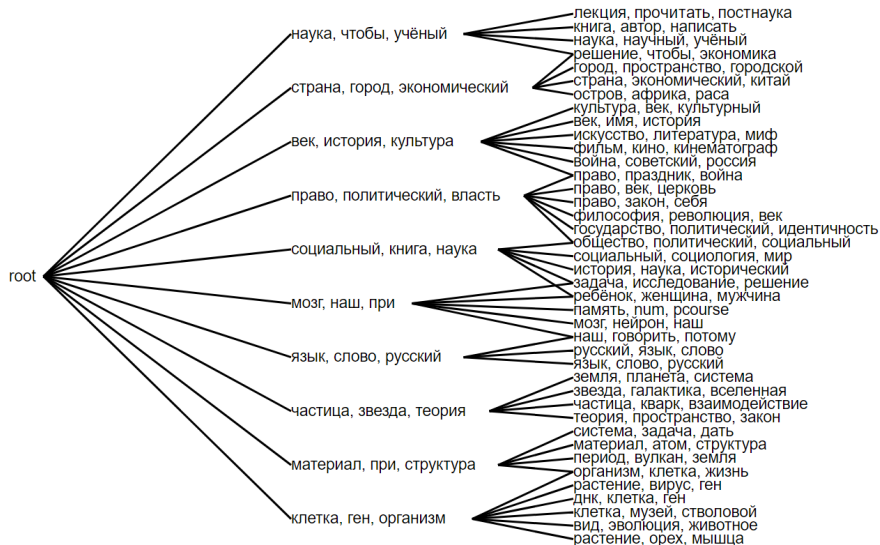 root
наука, чтобы, учёный
страна, город, экономический
век, история, культура
право, политический, власть
социальный, книга, наука
мозг, наш, при
язык, слово, русский
частица, звезда, теория
материал, при, структура
клетка, ген, организм
лекция, прочитать, постнаука
книга, автор, написать
наука, научный, учёный
решение, чтобы, экономика
город, пространство, городской
страна, экономический, китай
остров, африка, раса
культура, век, культурный
век, имя, история
искусство, литература, миф
фильм, кино, кинематограф
война, советский, россия
право, праздник, война
право, век, церковь
право, закон, себя
философия, революция, век
государство, политический, идентичность
общество, политический, социальный
социальный, социология, мир
история, наука, исторический
задача, исследование, решение
ребёнок, женщина, мужчина
память, num, pcourse
мозг, нейрон, наш
наш, говорить, потому
русский, язык, слово
язык, слово, русский
земля, планета, система
звезда, галактика, вселенная
частица, кварк, взаимодействие
теория, пространство, закон
система, задача, дать
материал, атом, структура
период, вулкан, земля
организм, клетка, жизнь
растение, вирус, ген
днк, клетка, ген
клетка, музей, стволовой
вид, эволюция, животное
растение, орех, мышца